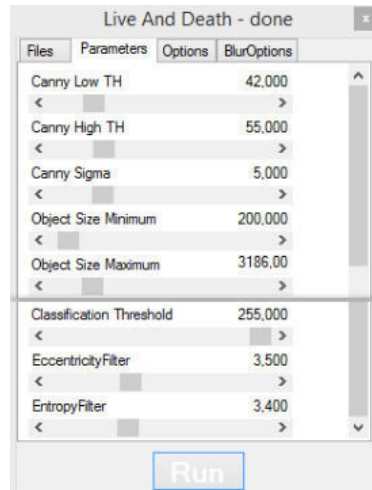 Live And Death - done
x
Files Parameters Options BlurOptions
Canny Low TH 42,000
Canny High TH 55,000
Canny Sigma 5,000
Object Size Minimum 200,000
Object Size Maximum 3186,00
Classification Threshold 255,000
EccentricityFilter 3,500
EntropyFilter 3,400
Run